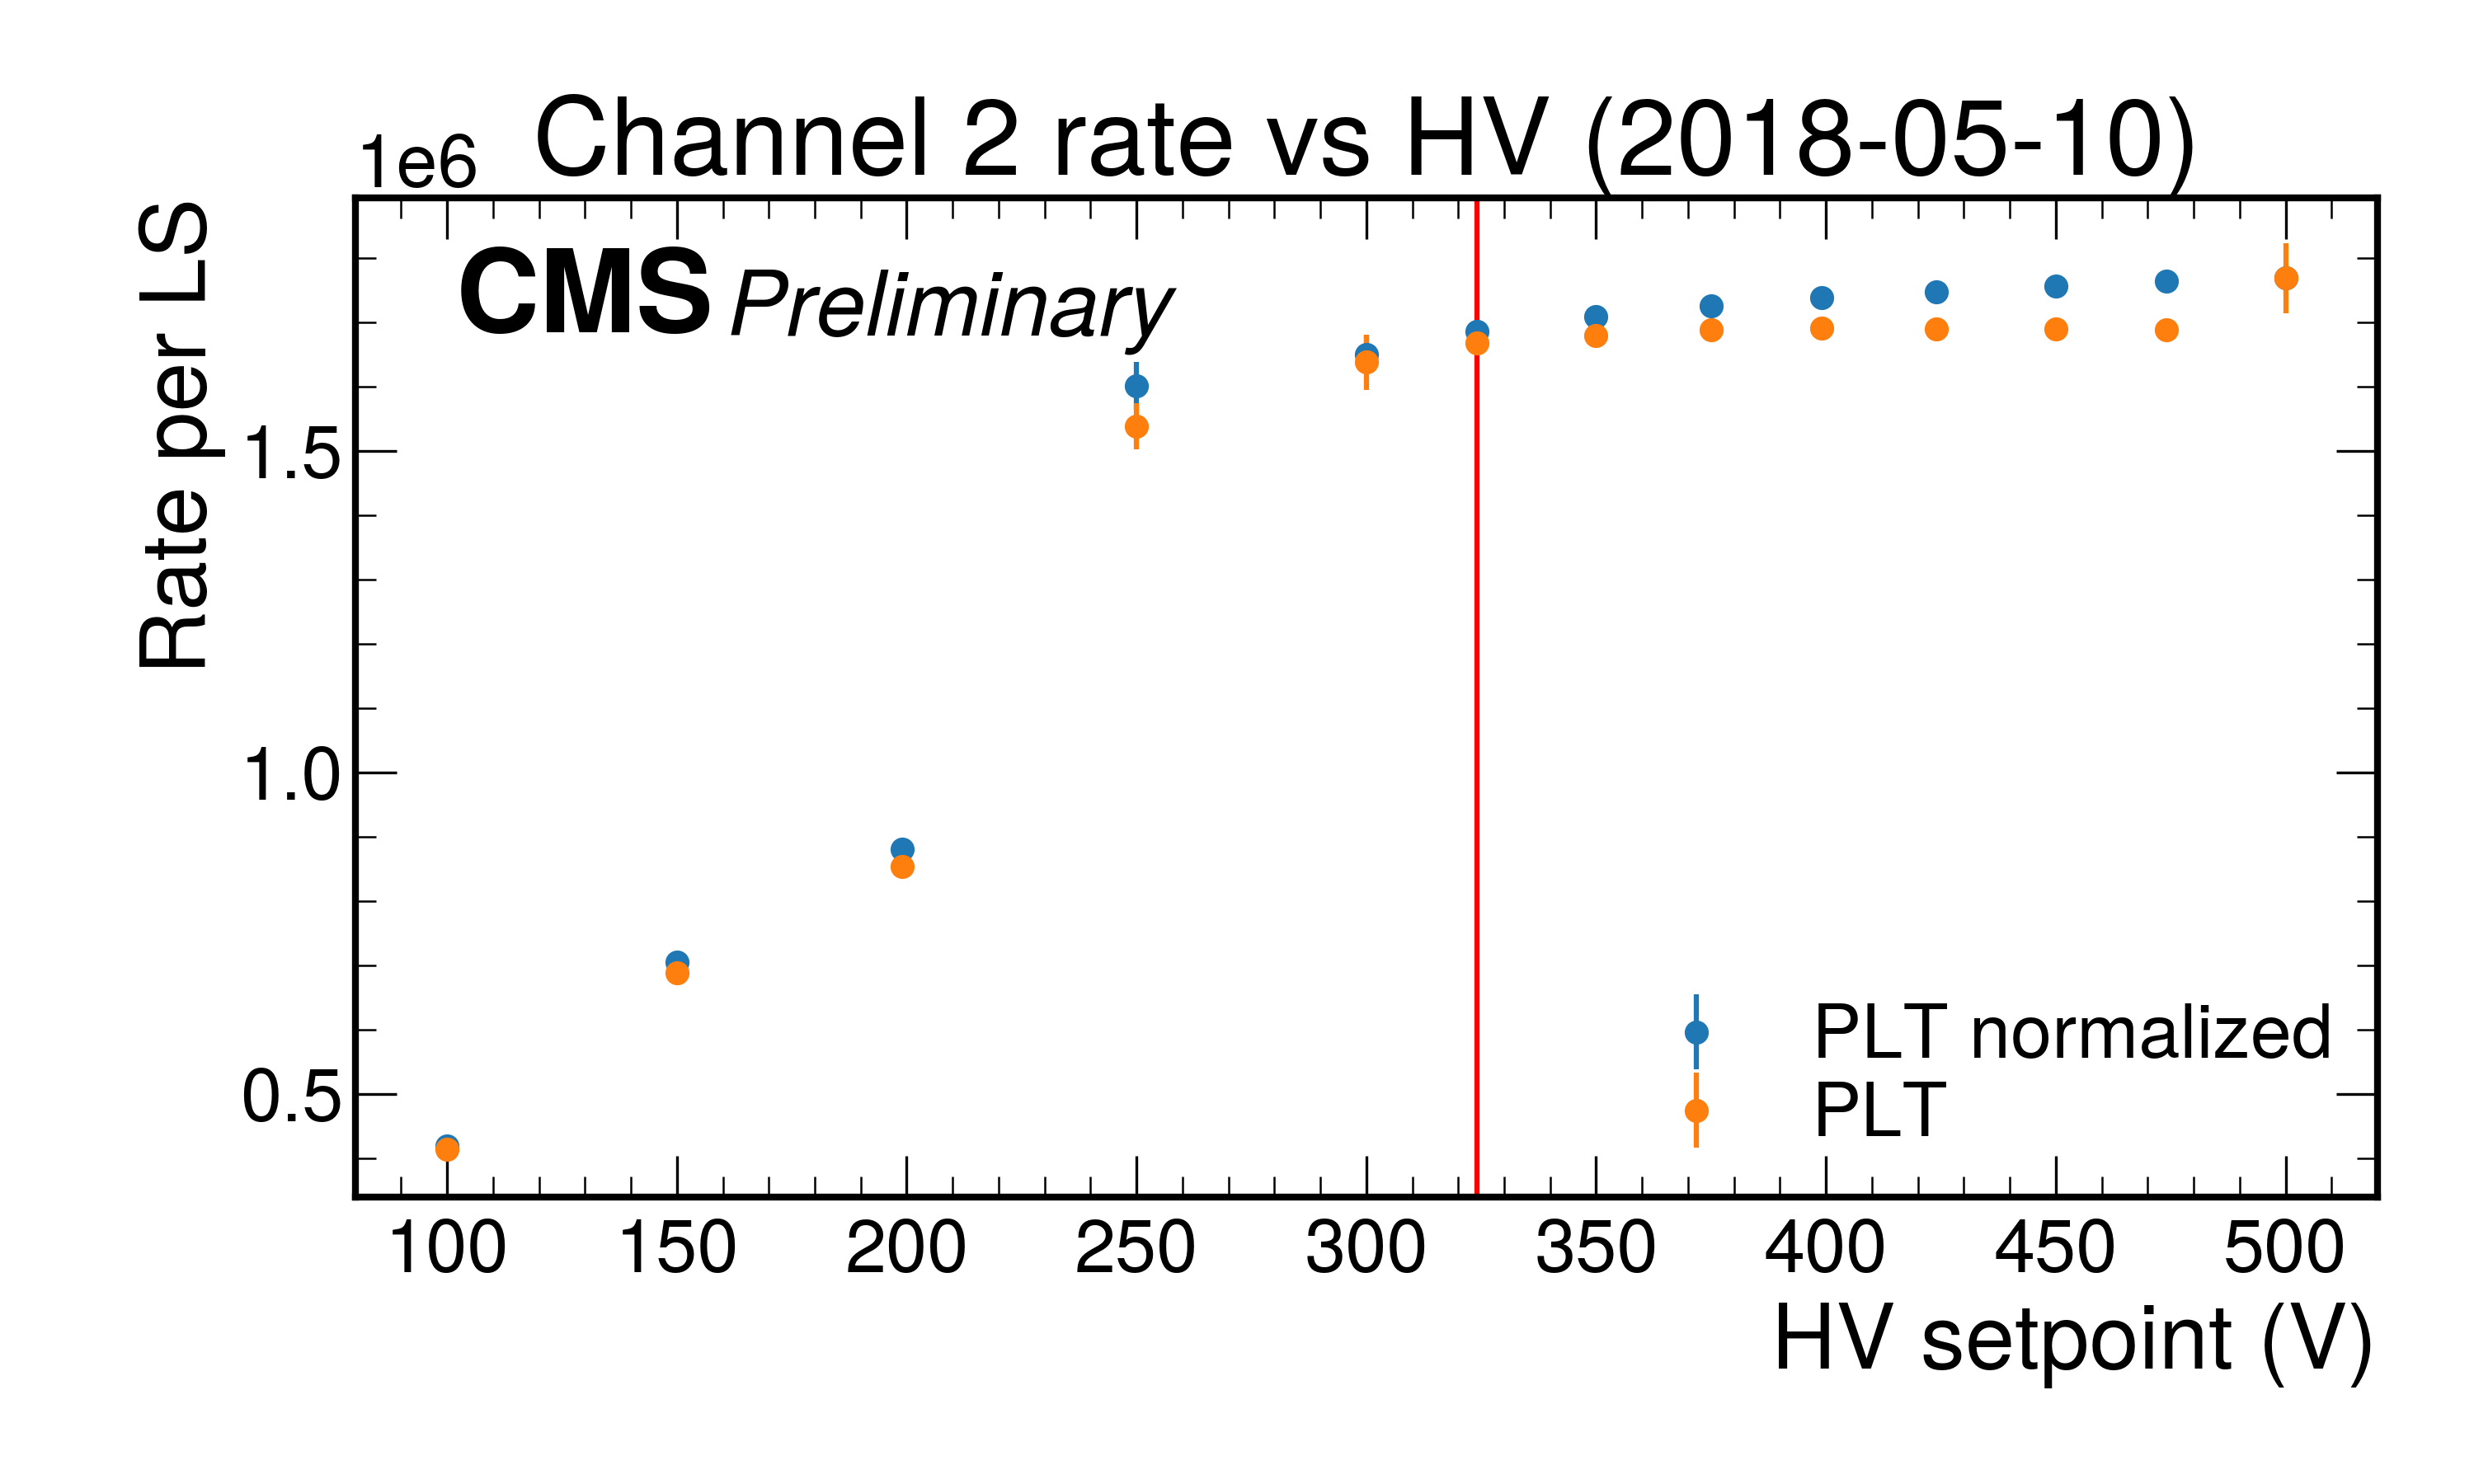 1e6 Channel 2 rate vs HV (2018-05-10)
CMS Preliminary
Rate per LS
1.5
1.0
0.5
PLT normalized
PLT
100 150 200 250 300 350 400 450 500
HV setpoint (V)